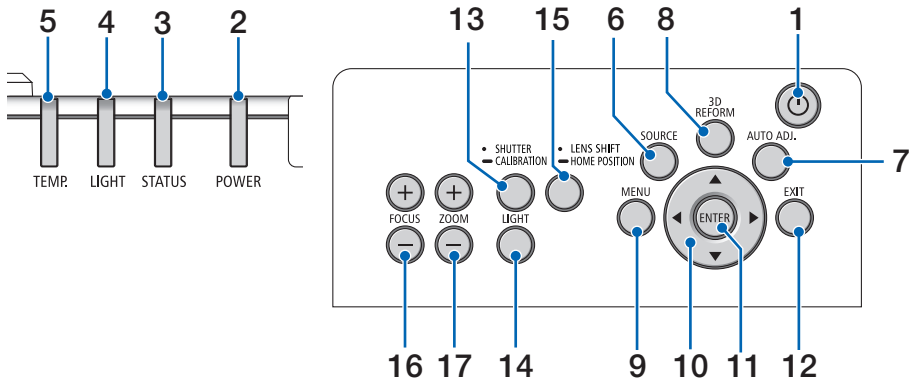 5 4 3 2 13 15 6 8 1
3D
REFORM
• SHUTTER
CALIBRATION
• LENS SHIFT
HOME POSITION
SOURCE
AUTO ADJ.
7
TEMP. LIGHT STATUS POWER
+ +
FOCUS ZOOM LIGHT
− −
MENU
ENTER
EXIT
16 17 14 9 10 11 12